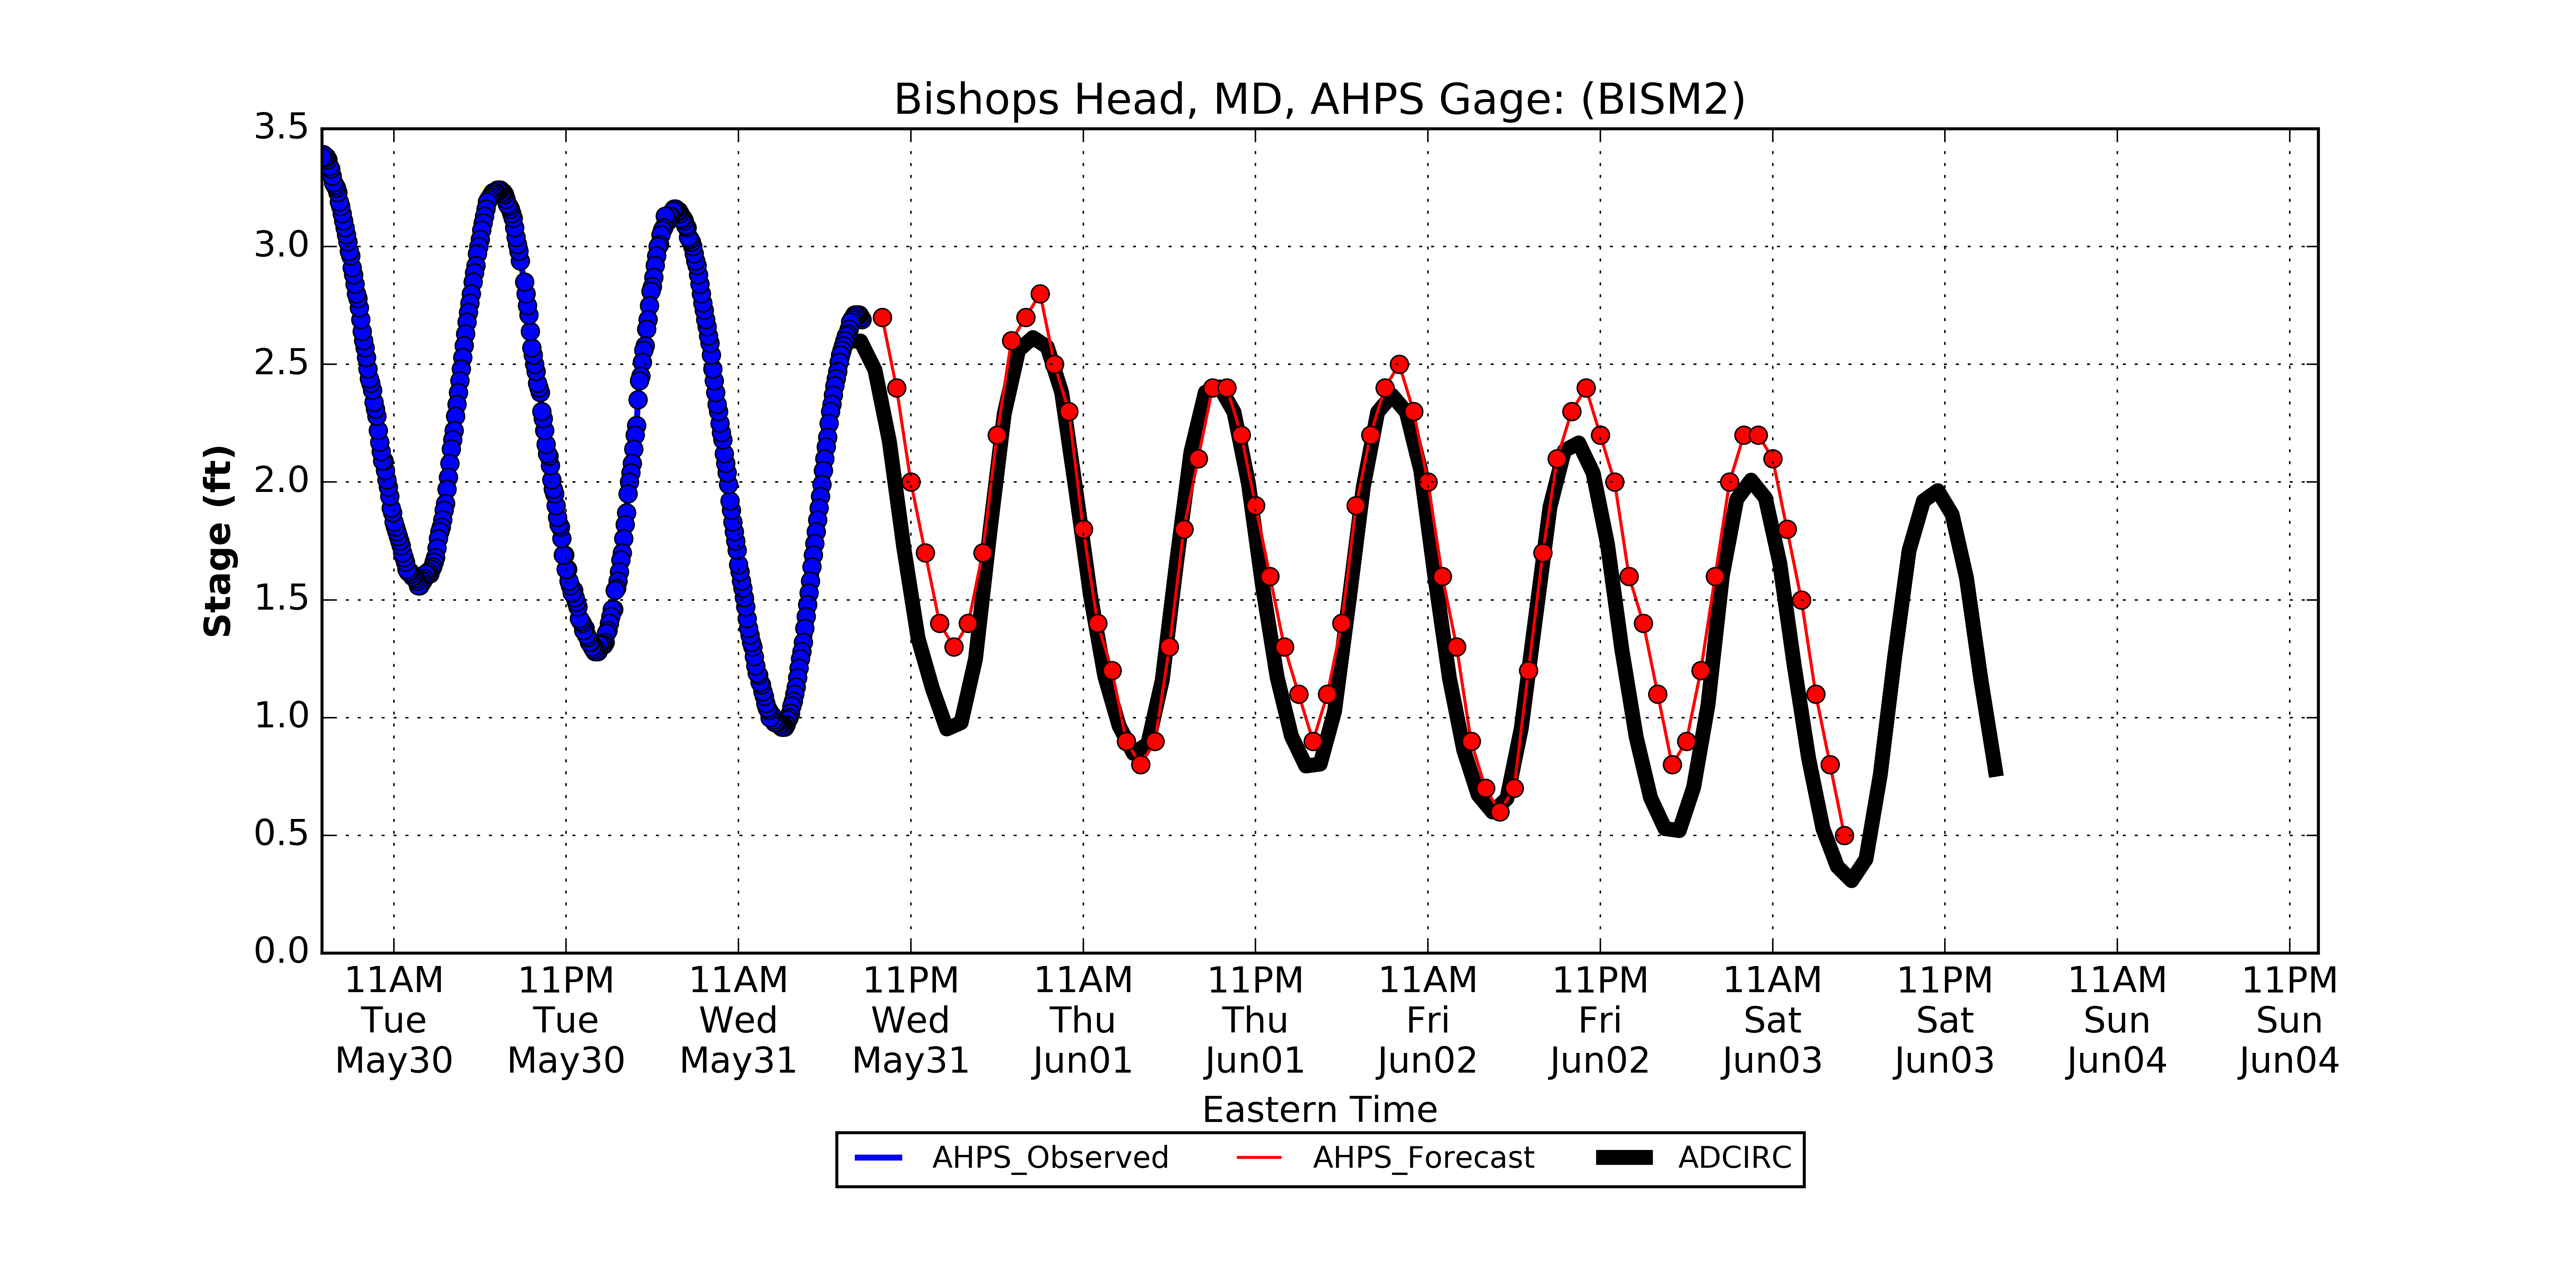 Bishops Head, MD, AHPS Gage: (BISM2)
3.5
3.0
2.5
2.0
1.5
1.0
0.5
0.0
Stage (ft)
11AM 11PM 11AM 11PM 11AM 11PM 11AM 11PM 11AM 11PM 11AM 11PM
Tue Tue Wed Wed Thu Thu Fri Fri Sat Sat Sun Sun
May30 May30 May31 May31 Jun01 Jun01 Jun02 Jun02 Jun03 Jun03 Jun04 Jun04
Eastern Time
AHPS_Observed AHPS_Forecast ADCIRC